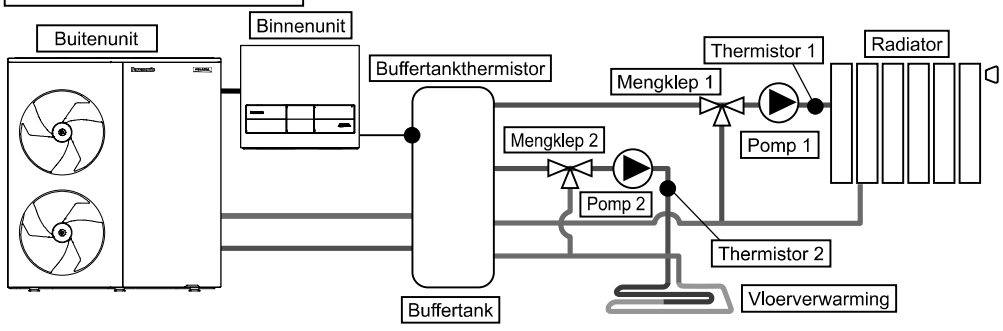 Buitenunit
Binnenunit
Buffertankthermistor
Mengklep 1
Thermistor 1
Radiator
Mengklep 2
Pomp 1
Pomp 2
Thermistor 2
Buffertank
Vloerverwarming